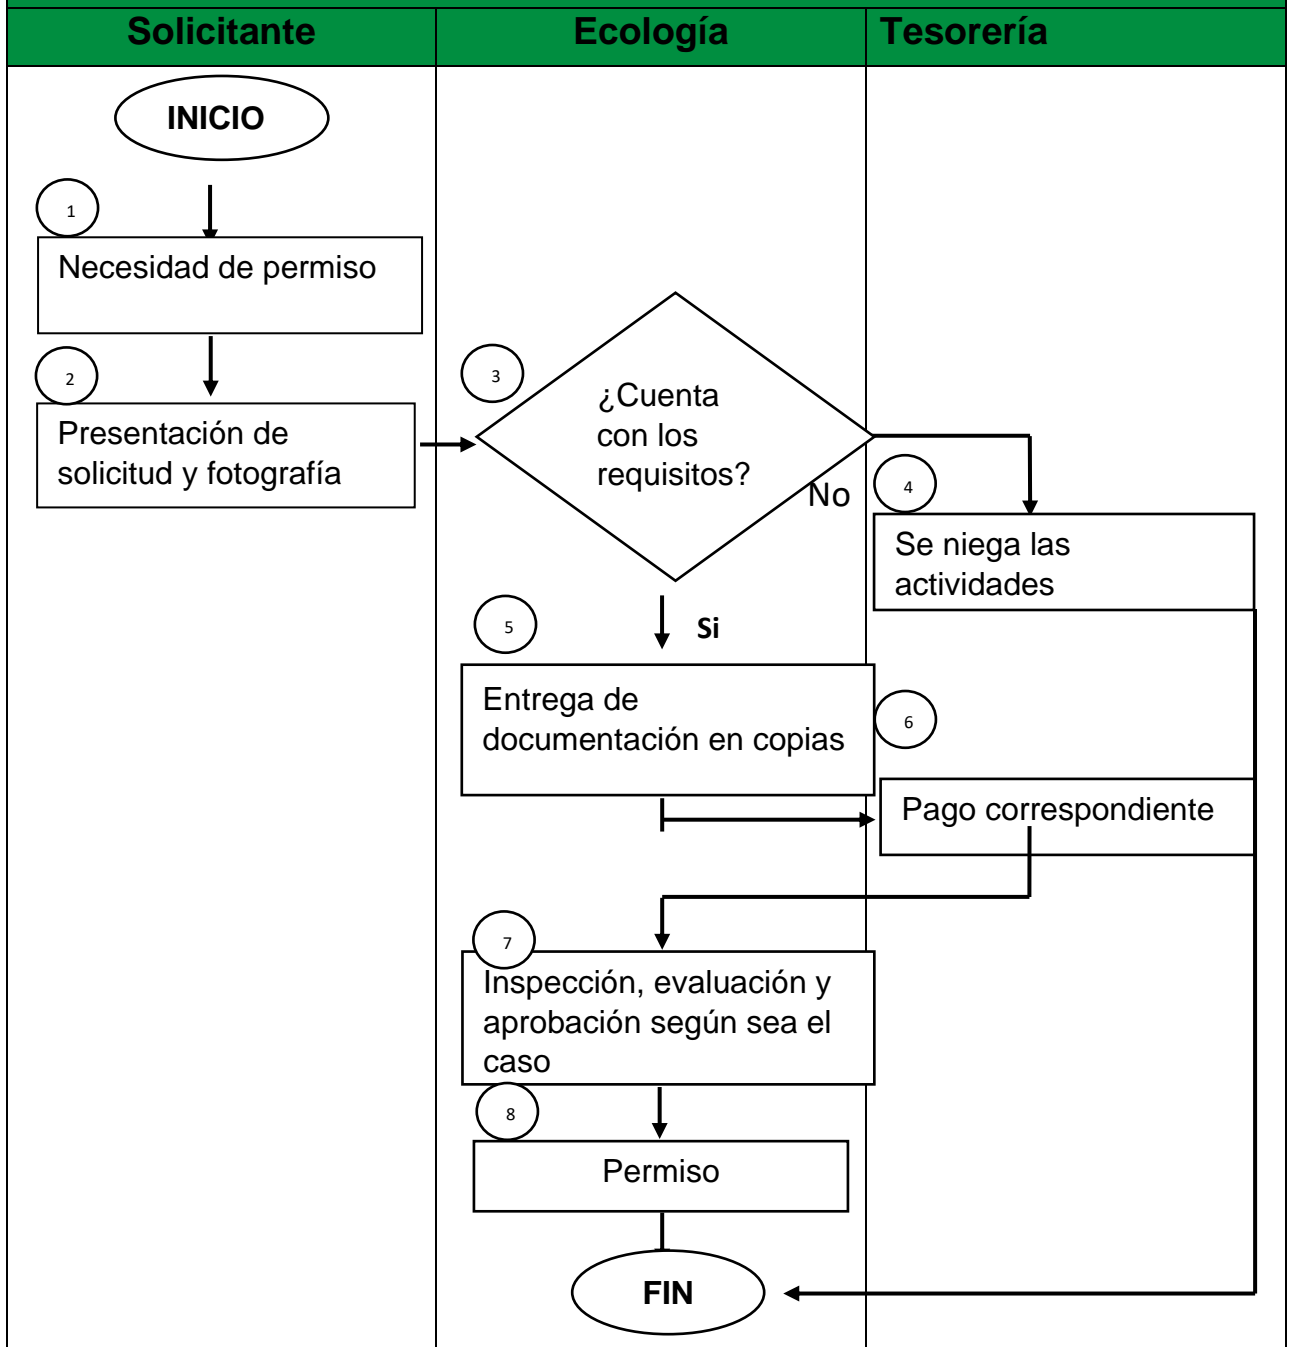 Solicitante
Ecología
Tesorería
INICIO
1
Necesidad de permiso
2
Presentación de
solicitud y fotografía
3
¿Cuenta
con los
requisitos?
No
4
Se niega las
actividades
5
Si
Entrega de
documentación en copias
6
Pago correspondiente
7
Inspección, evaluación y
aprobación según sea el
caso
8
Permiso
FIN